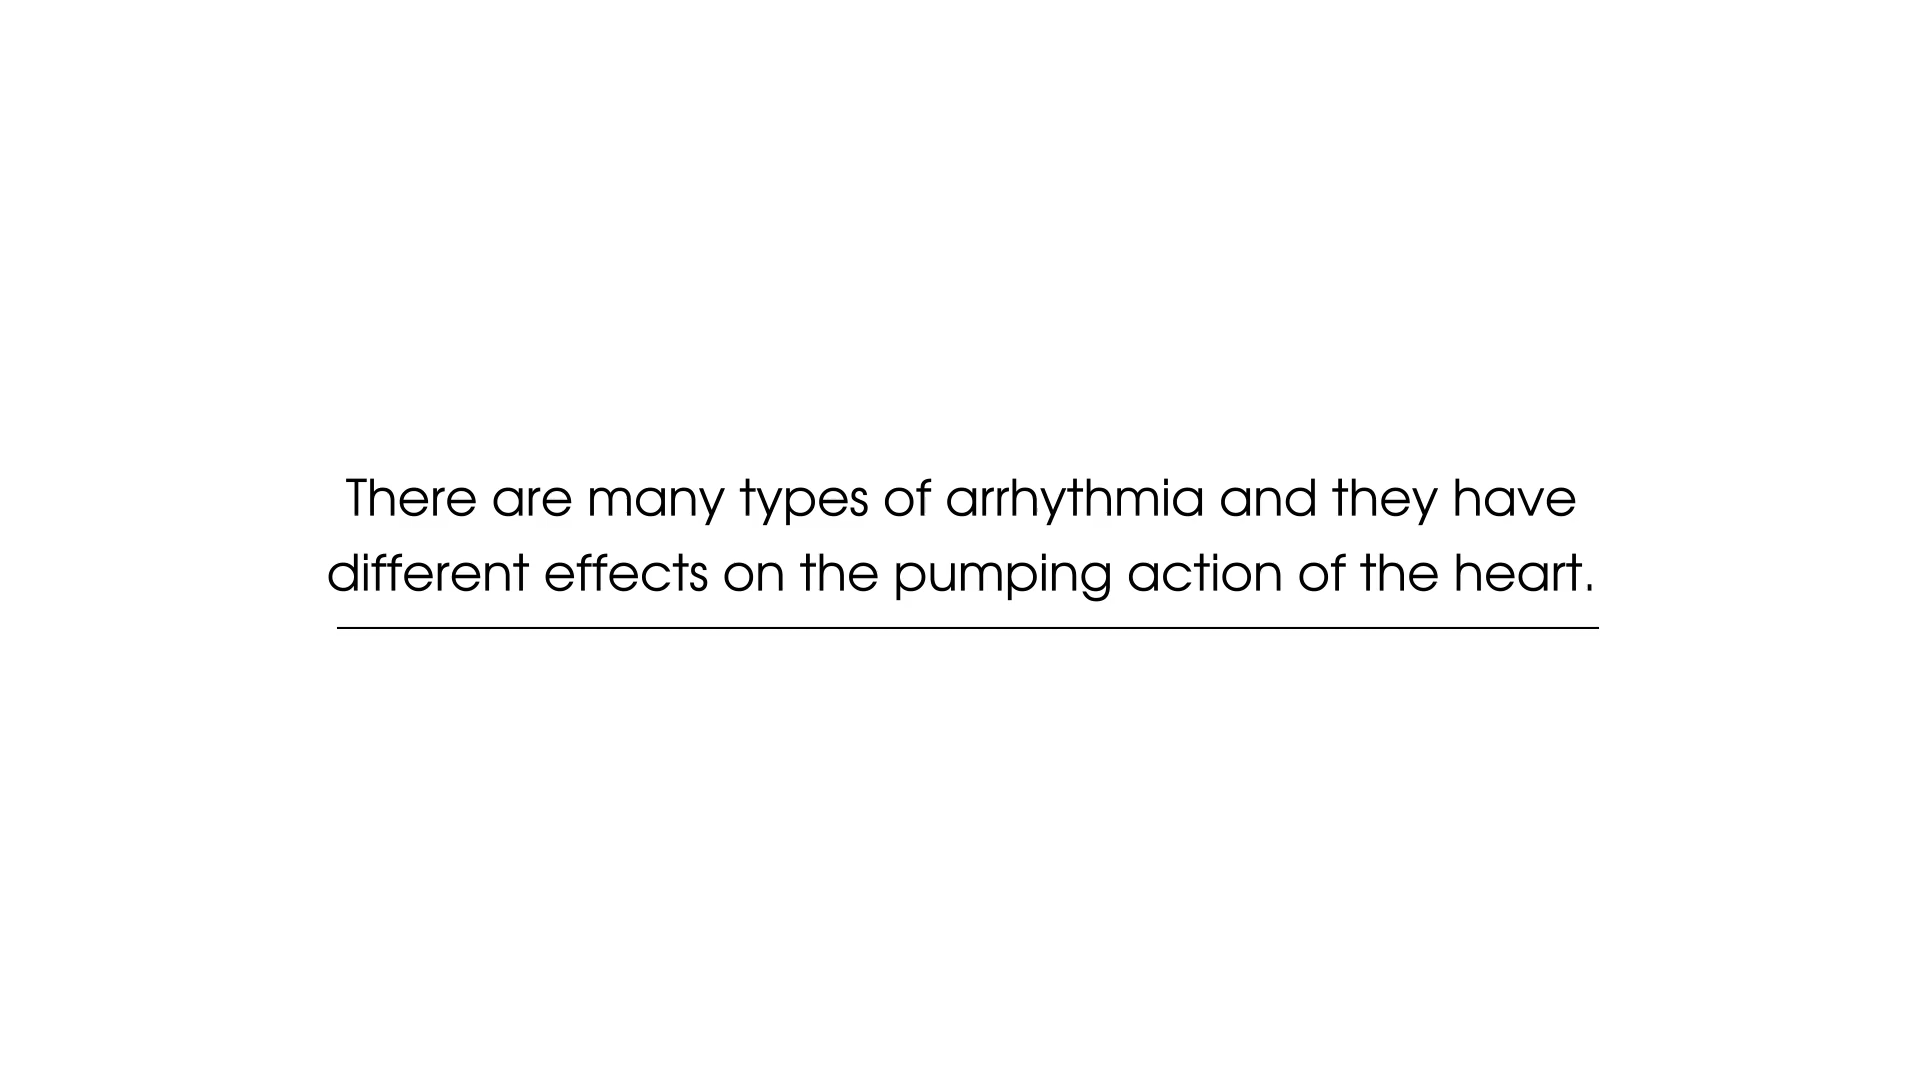 There are many types of arrhythmia and they have
different effects on the pumping action of the heart.